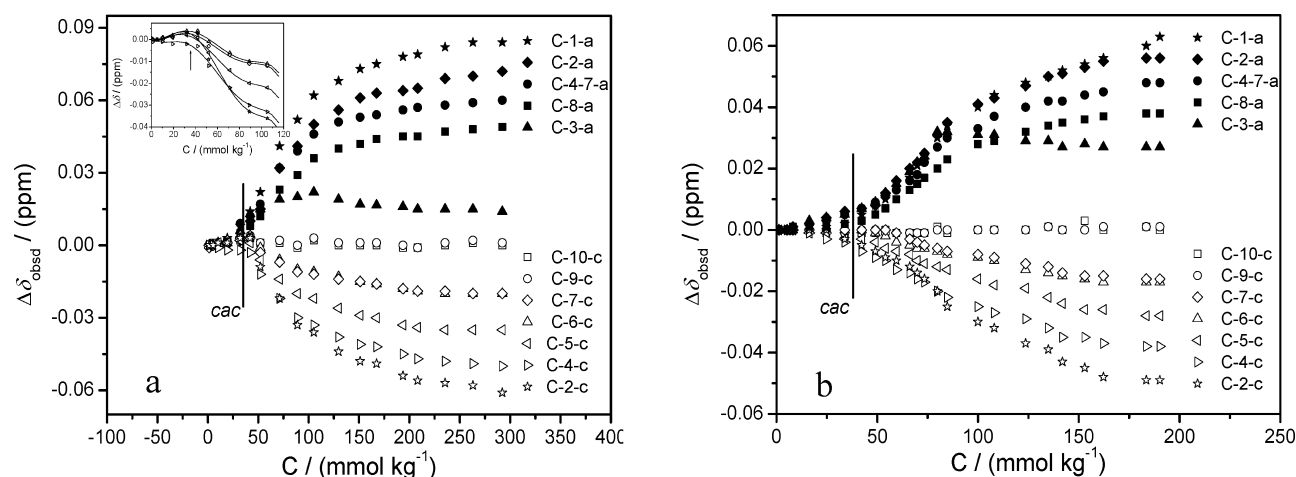 0.09
0.06
0.03
0.00
-0.03
-0.06
Δδobsd / (ppm)
-100 -50 0 50 100 150 200 250 300 350 400
C / (mmol kg-1)
a
cac
C-1-a
C-2-a
C-4-7-a
C-8-a
C-3-a
C-10-c
C-9-c
C-7-c
C-6-c
C-5-c
C-4-c
C-2-c
0.00
-0.01
-0.02
-0.03
-0.04
Δδ / (ppm)
0 20 40 60 80 100 120
C / (mmol kg-1)
0.06
0.04
0.02
0.00
-0.02
-0.04
-0.06
Δδobsd / (ppm)
0 50 100 150 200 250
C / (mmol kg-1)
b
cac
C-1-a
C-2-a
C-4-7-a
C-8-a
C-3-a
C-10-c
C-9-c
C-7-c
C-6-c
C-5-c
C-4-c
C-2-c